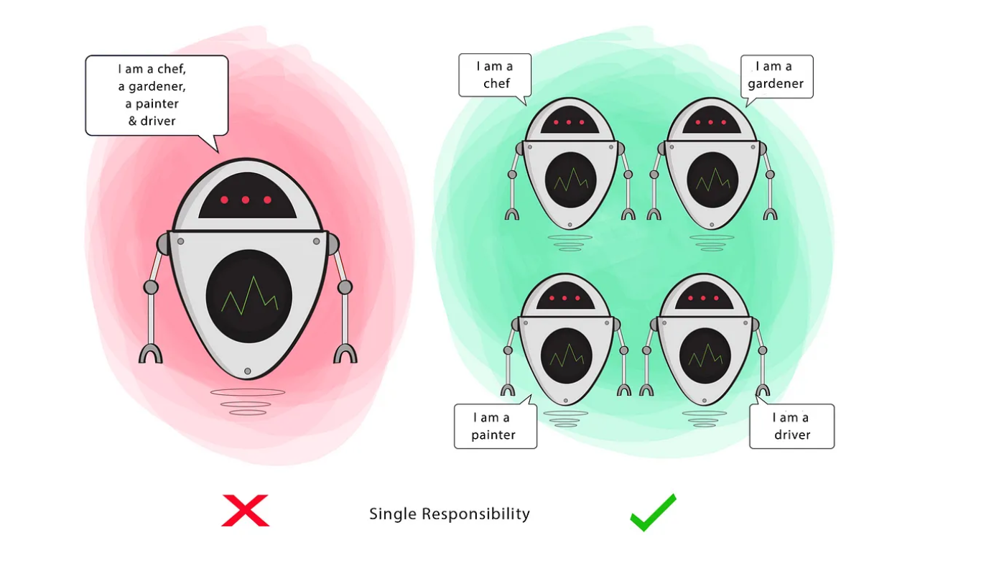 I am a chef,
a gardener,
a painter
& driver
I am a
chef
I am a
gardener
I am a
painter
I am a
driver
Single Responsibility